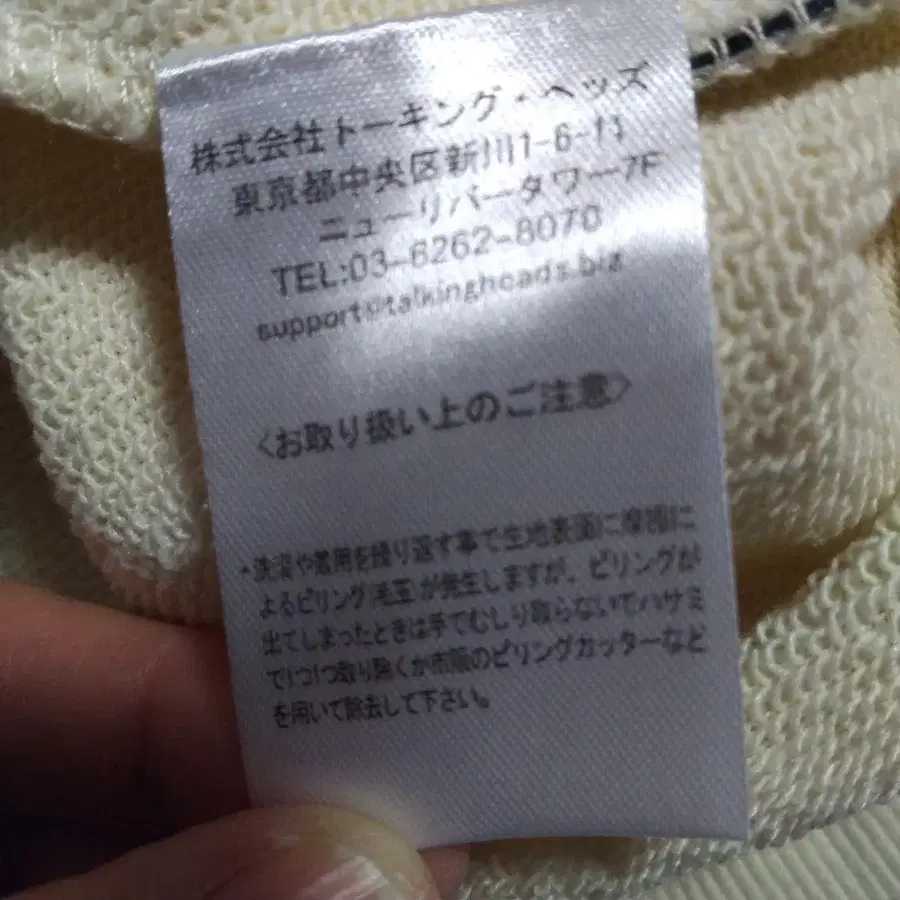 株式会社トーキング・ヘッズ
東京都中央区新川1-6-11
ニューリバータワー7F
TEL:03-6262-8070
support@talkingheads.biz
〈お取り扱い上のご注意〉
・洗濯や着用を繰り返す事で生地表面に摩擦に
よるピリング毛玉が発生しますが、ピリングが
出てしまったときは手でむしり取らないでハサミ
で1つ1つ取り除くか市販のピリングカッターなど
を用いて除去して下さい。